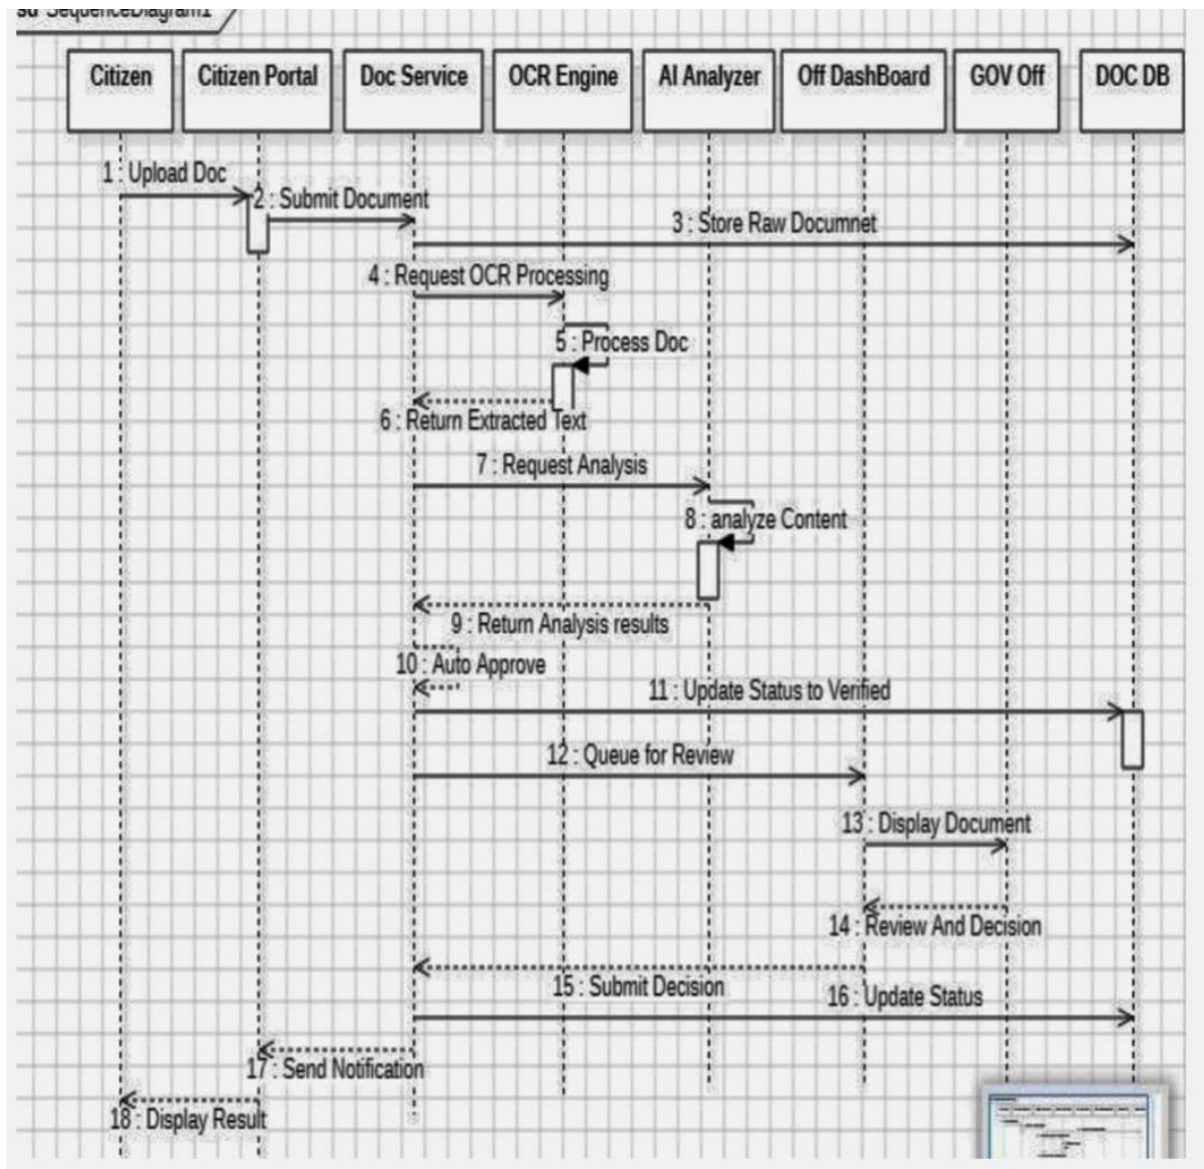 sd SequenceDiagram1
Citizen
Citizen Portal
Doc Service
OCR Engine
AI Analyzer
Off DashBoard
GOV Off
DOC DB
1 : Upload Doc
2 : Submit Document
3 : Store Raw Documnet
4 : Request OCR Processing
5 : Process Doc
6 : Return Extracted Text
7 : Request Analysis
8 : analyze Content
9 : Return Analysis results
10 : Auto Approve
11 : Update Status to Verified
12 : Queue for Review
13 : Display Document
14 : Review And Decision
15 : Submit Decision
16 : Update Status
17 : Send Notification
18 : Display Result